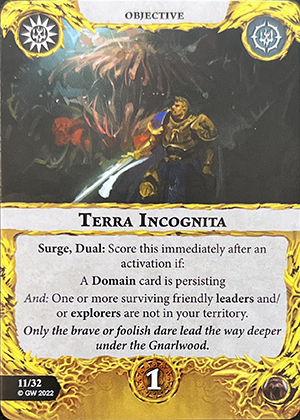 OBJECTIVE
TERRA INCOGNITA
Surge, Dual: Score this immediately after an
activation if:
A Domain card is persisting
And: One or more surviving friendly leaders and/
or explorers are not in your territory.
Only the brave or foolish dare lead the way deeper
under the Gnarlwood.
11/32
© GW 2022
1